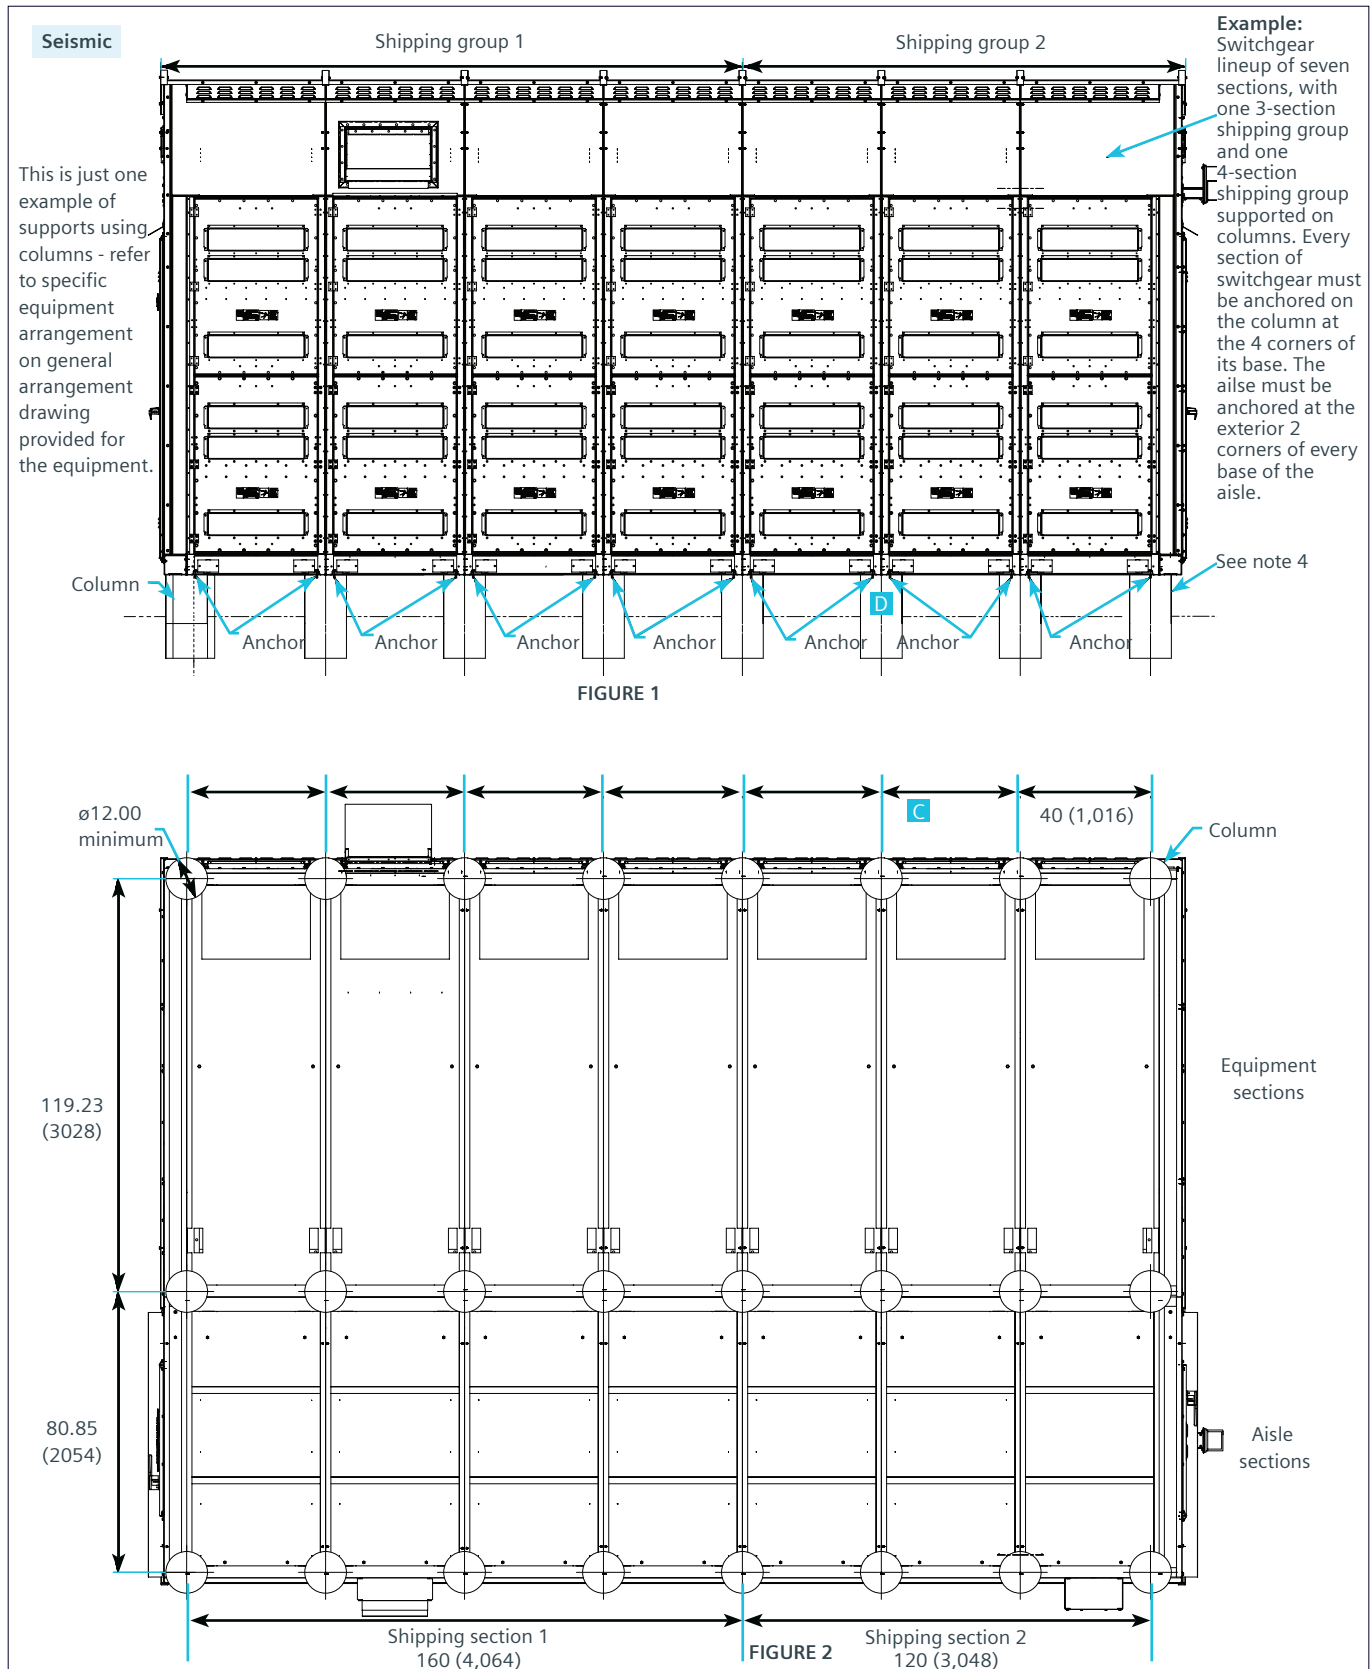 Seismic
Shipping group 1
Shipping group 2
Example:
Switchgear
lineup of seven
sections, with
one 3-section
shipping group
and one
4-section
shipping group
supported on
columns. Every
section of
switchgear must
be anchored on
the column at
the 4 corners of
its base. The
ailse must be
anchored at the
exterior 2
corners of every
base of the
aisle.
This is just one
example of
supports using
columns - refer
to specific
equipment
arrangement
on general
arrangement
drawing
provided for
the equipment.
See note 4
Column
D
Anchor
Anchor
Anchor
Anchor
Anchor
Anchor
Anchor
FIGURE 1
ø12.00
minimum
C
40 (1,016)
Column
119.23
(3028)
Equipment
sections
80.85
(2054)
Aisle
sections
Shipping section 1
160 (4,064)
FIGURE 2
Shipping section 2
120 (3,048)